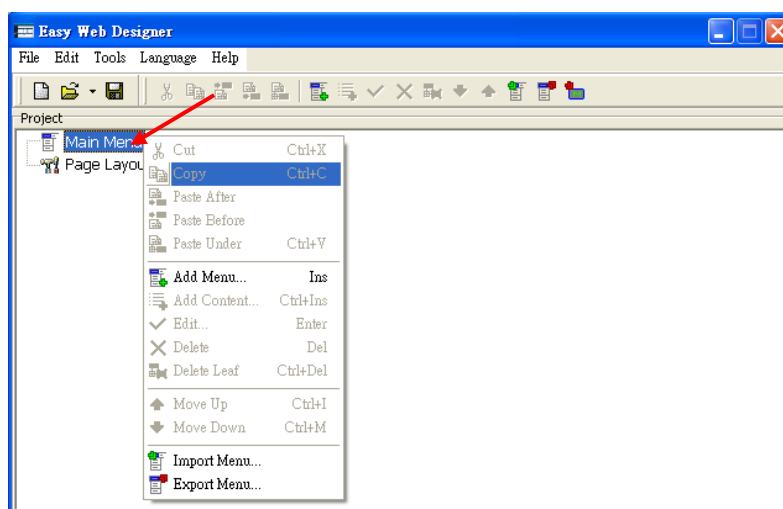 Easy Web Designer
File Edit Tools Language Help
Project
Main Menu
Page Layou
Cut Ctrl+X
Copy Ctrl+C
Paste After
Paste Before
Paste Under Ctrl+V
Add Menu... Ins
Add Content... Ctrl+Ins
Edit... Enter
Delete Del
Delete Leaf Ctrl+Del
Move Up Ctrl+I
Move Down Ctrl+M
Import Menu...
Export Menu...